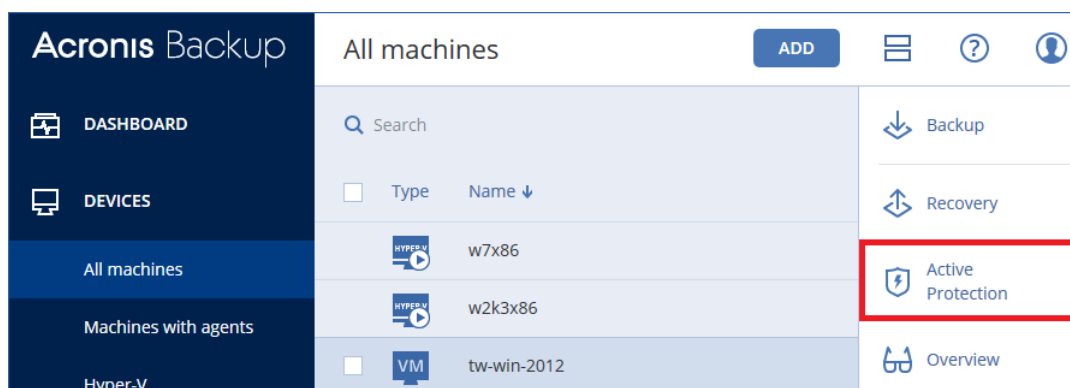 Acronis Backup
All machines
ADD
DASHBOARD
Search
Backup
DEVICES
Type Name
Recovery
HYPER-V
w7x86
All machines
Active
Protection
HYPER-V
w2k3x86
Machines with agents
VM
tw-win-2012
Overview
Hyper-V